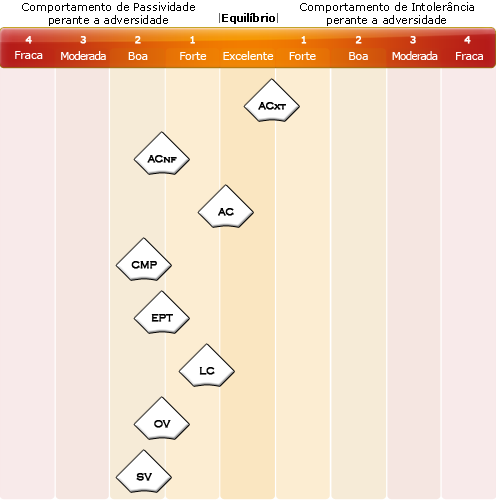 Comportamento de Passividade
perante a adversidade
|Equilíbrio|
Comportamento de Intolerância
perante a adversidade
4 3 2 1 1 2 3 4
Fraca Moderada Boa Forte Excelente Forte Boa Moderada Fraca
ACXT
ACNF
AC
CMP
EPT
LC
OV
SV